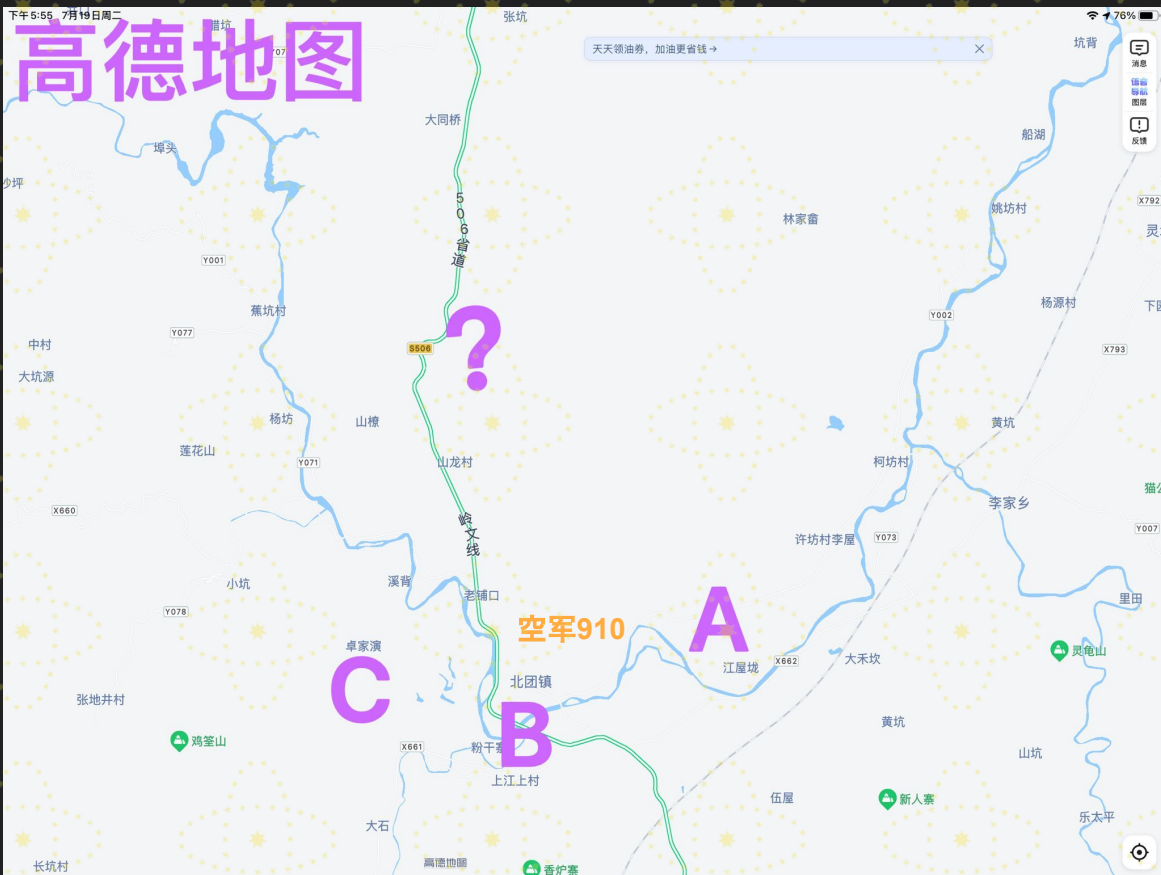 下午5:55 7月19日周二
76%
高德地图
张坑
天天领油券，加油更省钱→
坑背
消息
图层
反馈
大同桥
船湖
埠头
沙坪
506省道
X792
姚坊村
林家畲
Y001
蕉坑村
杨源村
Y002
Y077
中村
S506
?
X793
大坑源
杨坊
山橑
黄坑
莲花山
Y071
山龙村
柯坊村
李家乡
X660
岭文线
Y007
许坊村李屋
Y073
小坑
溪背
老铺口
里田
Y078
A
空军910
卓家演
灵龟山
C
江屋垅
X662
大禾坎
北团镇
张地井村
B
黄坑
鸡荃山
X661
粉干寨
山坑
上江上村
伍屋
新人寨
乐太平
大石
高德地图
长坑村
香炉寨